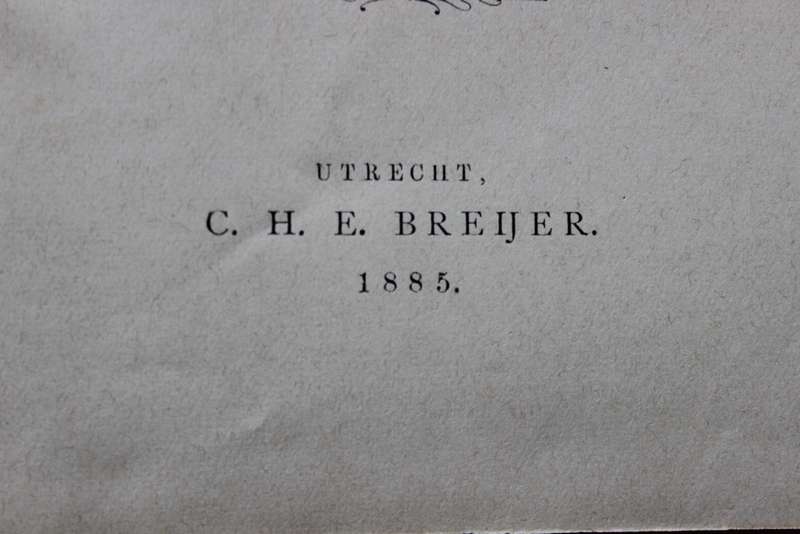 UTRECHT,
C. H. E. BREIJER.
1885.